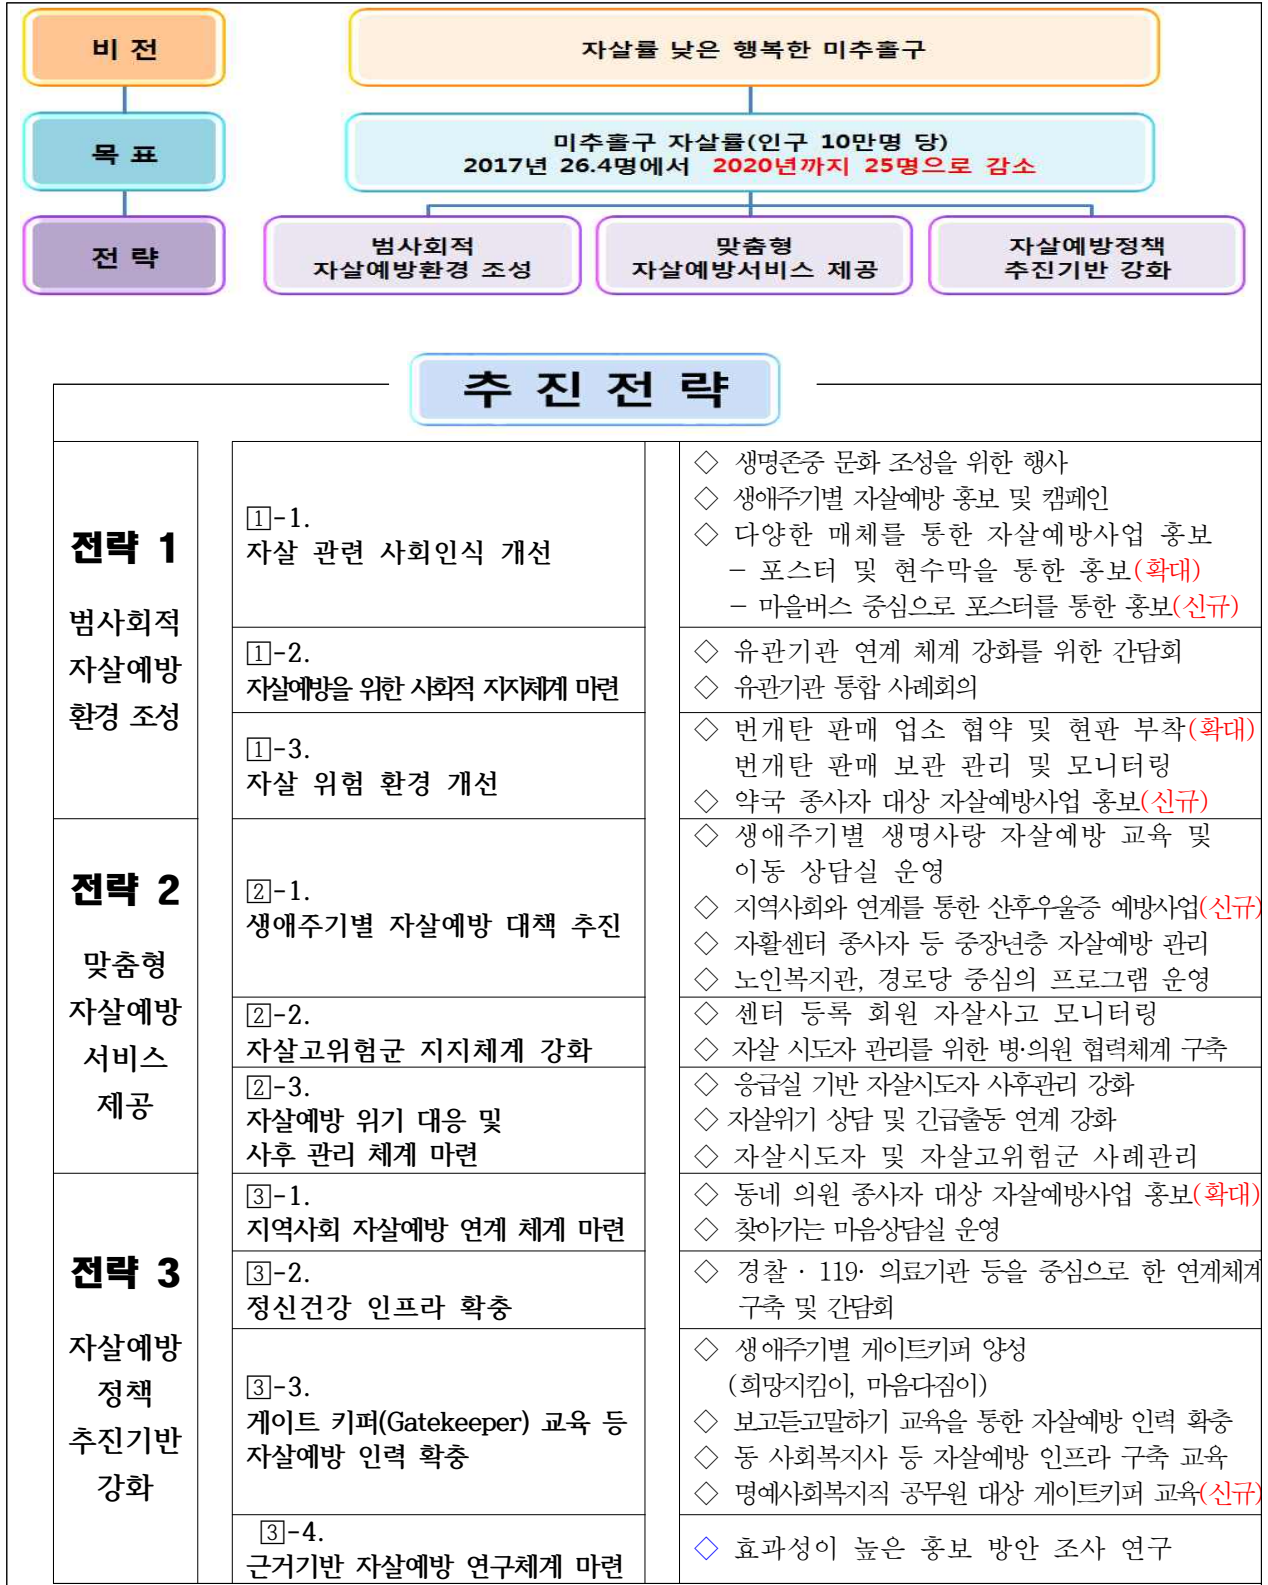 비 전
자살률 낮은 행복한 미추홀구
목 표
미추홀구 자살률(인구 10만명 당)
2017년 26.4명에서 2020년까지 25명으로 감소
전 략
범사회적
자살예방환경 조성
맞춤형
자살예방서비스 제공
자살예방정책
추진기반 강화
추 진 전 략
전략 1
범사회적
자살예방
환경 조성
1-1.
자살 관련 사회인식 개선
◇ 생명존중 문화 조성을 위한 행사
◇ 생애주기별 자살예방 홍보 및 캠페인
◇ 다양한 매체를 통한 자살예방사업 홍보
- 포스터 및 현수막을 통한 홍보(확대)
- 마을버스 중심으로 포스터를 통한 홍보(신규)
1-2.
자살예방을 위한 사회적 지지체계 마련
◇ 유관기관 연계 체계 강화를 위한 간담회
◇ 유관기관 통합 사례회의
1-3.
자살 위험 환경 개선
◇ 번개탄 판매 업소 협약 및 현판 부착(확대)
번개탄 판매 보관 관리 및 모니터링
◇ 약국 종사자 대상 자살예방사업 홍보(신규)
전략 2
맞춤형
자살예방
서비스
제공
2-1.
생애주기별 자살예방 대책 추진
◇ 생애주기별 생명사랑 자살예방 교육 및
이동 상담실 운영
◇ 지역사회와 연계를 통한 산후우울증 예방사업(신규)
◇ 자활센터 종사자 등 중장년층 자살예방 관리
◇ 노인복지관, 경로당 중심의 프로그램 운영
2-2.
자살고위험군 지지체계 강화
◇ 센터 등록 회원 자살사고 모니터링
◇ 자살 시도자 관리를 위한 병·의원 협력체계 구축
2-3.
자살예방 위기 대응 및
사후 관리 체계 마련
◇ 응급실 기반 자살시도자 사후관리 강화
◇ 자살위기 상담 및 긴급출동 연계 강화
◇ 자살시도자 및 자살고위험군 사례관리
전략 3
자살예방
정책
추진기반
강화
3-1.
지역사회 자살예방 연계 체계 마련
◇ 동네 의원 종사자 대상 자살예방사업 홍보(확대)
◇ 찾아가는 마음상담실 운영
3-2.
정신건강 인프라 확충
◇ 경찰 · 119· 의료기관 등을 중심으로 한 연계체계
구축 및 간담회
3-3.
게이트 키퍼(Gatekeeper) 교육 등
자살예방 인력 확충
◇ 생애주기별 게이트키퍼 양성
(희망지킴이, 마음다짐이)
◇ 보고듣고말하기 교육을 통한 자살예방 인력 확충
◇ 동 사회복지사 등 자살예방 인프라 구축 교육
◇ 명예사회복지직 공무원 대상 게이트키퍼 교육(신규)
3-4.
근거기반 자살예방 연구체계 마련
◇ 효과성이 높은 홍보 방안 조사 연구